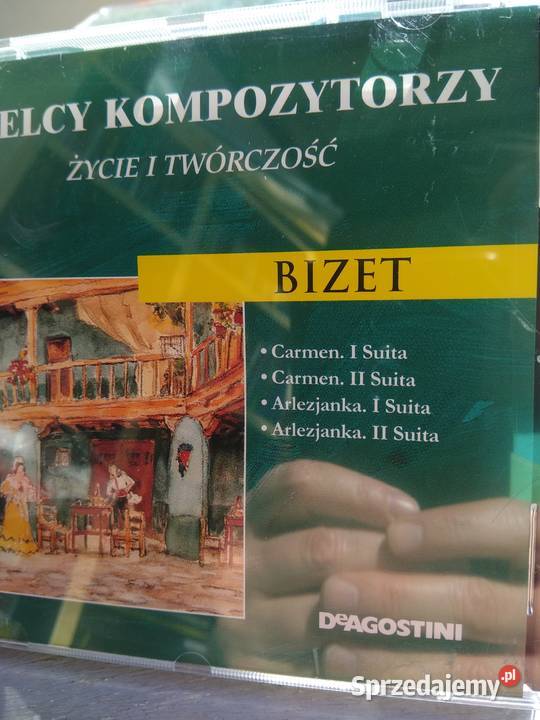 ELCY KOMPOZYTORZY
ŻYCIE I TWÓRCZOŚĆ
BIZET
• Carmen. I Suita
• Carmen. II Suita
• Arlezjanka. I Suita
• Arlezjanka. II Suita
DeAGOSTINI
Sprzedajemy.pl